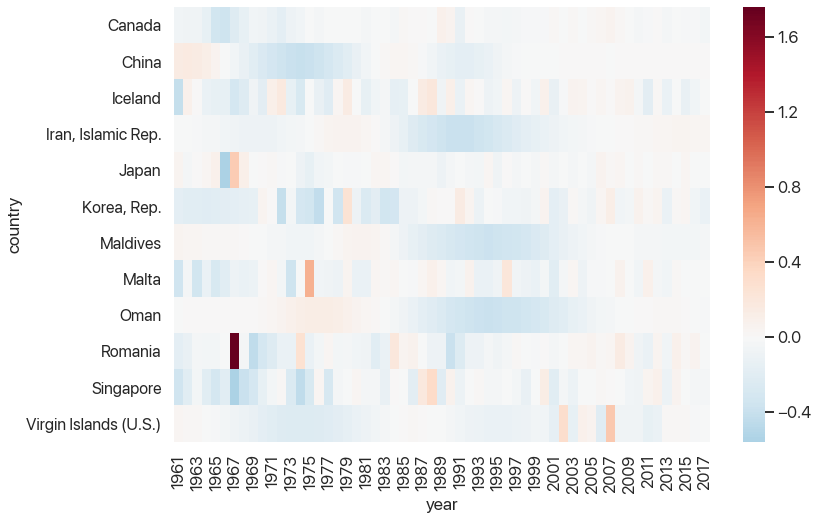 Canada
China
Iceland
Iran, Islamic Rep.
Japan
Korea, Rep.
Maldives
Malta
Oman
Romania
Singapore
Virgin Islands (U.S.)
country
1961
1963
1965
1967
1969
1971
1973
1975
1977
1979
1981
1983
1985
1987
1989
1991
1993
1995
1997
1999
2001
2003
2005
2007
2009
2011
2013
2015
2017
year
1.6
1.2
0.8
0.4
0.0
−0.4